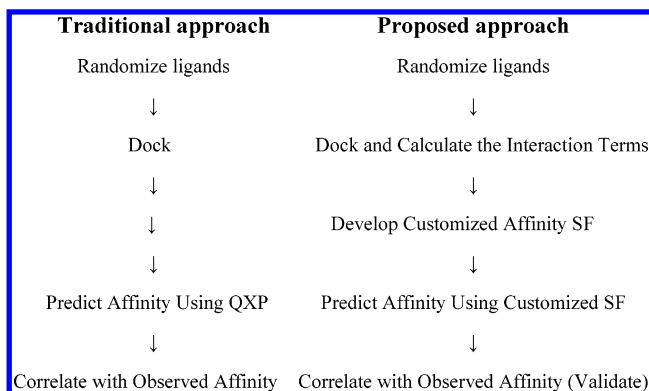 Traditional approach
Randomize ligands
↓
Dock
↓
↓
↓
Predict Affinity Using QXP
↓
Correlate with Observed Affinity
Proposed approach
Randomize ligands
↓
Dock and Calculate the Interaction Terms
↓
Develop Customized Affinity SF
↓
Predict Affinity Using Customized SF
↓
Correlate with Observed Affinity (Validate)